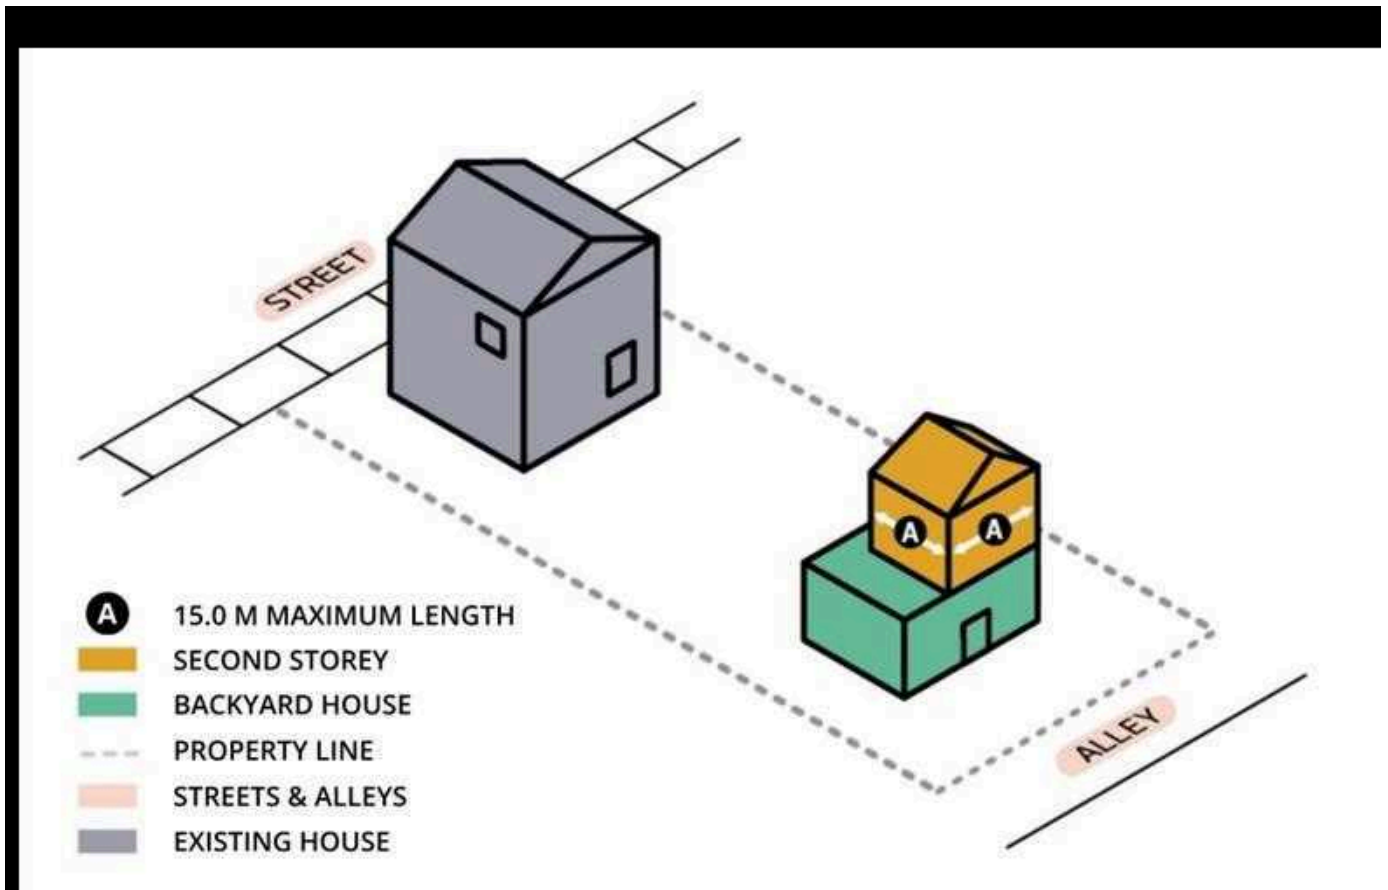 STREET
A
A
A 15.0 M MAXIMUM LENGTH
SECOND STOREY
BACKYARD HOUSE
PROPERTY LINE
ALLEY
STREETS & ALLEYS
EXISTING HOUSE